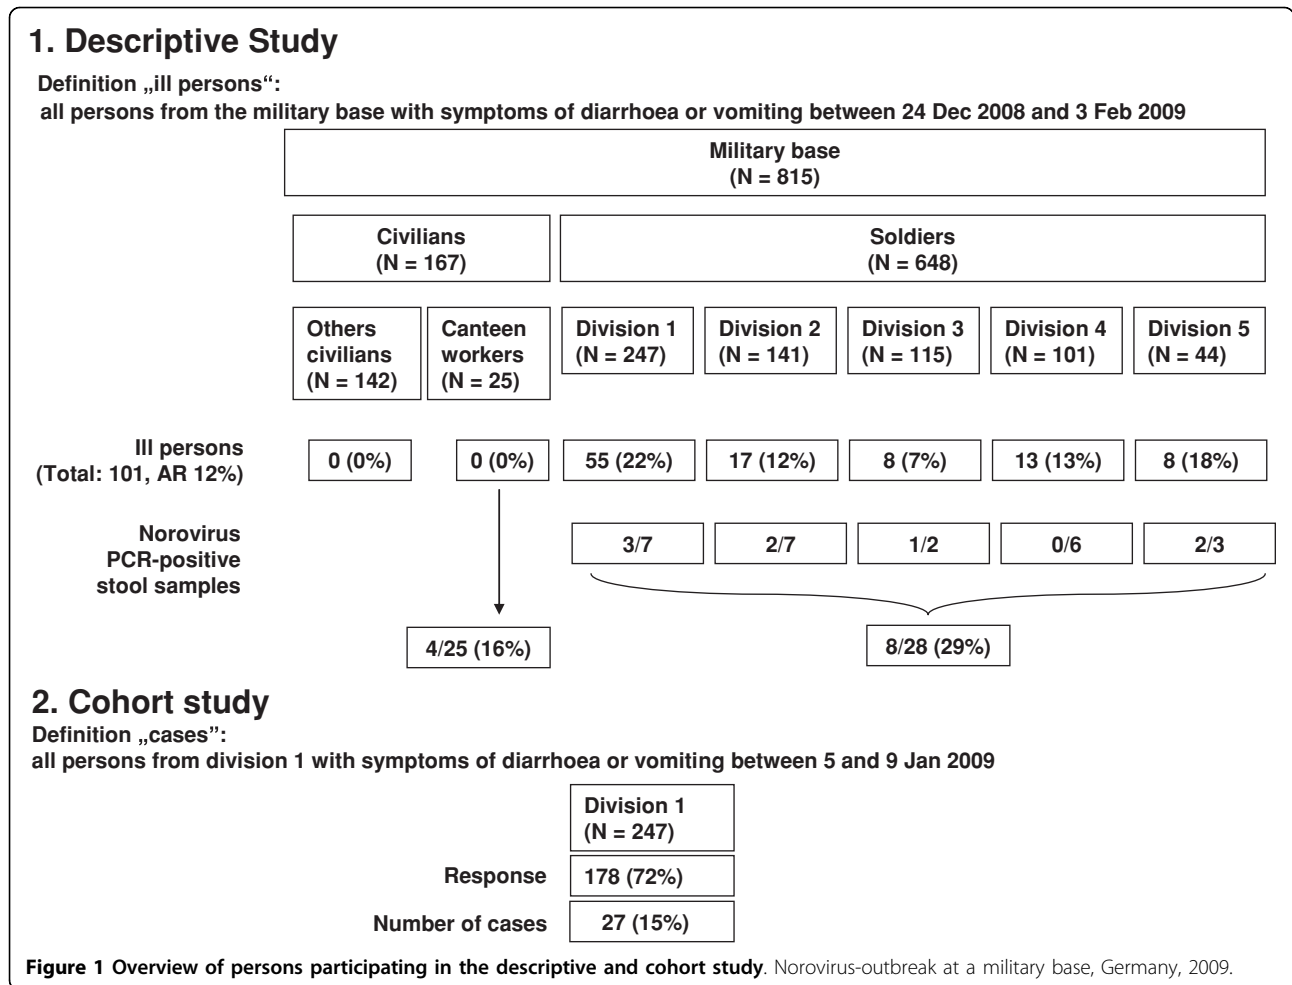 1. Descriptive Study
Definition „ill persons“:
all persons from the military base with symptoms of diarrhoea or vomiting between 24 Dec 2008 and 3 Feb 2009
Military base
(N = 815)
Civilians
(N = 167)
Soldiers
(N = 648)
Others
civilians
(N = 142)
Canteen
workers
(N = 25)
Division 1
(N = 247)
Division 2
(N = 141)
Division 3
(N = 115)
Division 4
(N = 101)
Division 5
(N = 44)
Ill persons
(Total: 101, AR 12%)
0 (0%)
0 (0%)
55 (22%)
17 (12%)
8 (7%)
13 (13%)
8 (18%)
Norovirus
PCR-positive
stool samples
3/7
2/7
1/2
0/6
2/3
4/25 (16%)
8/28 (29%)
2. Cohort study
Definition „cases”:
all persons from division 1 with symptoms of diarrhoea or vomiting between 5 and 9 Jan 2009
Division 1
(N = 247)
Response
178 (72%)
Number of cases
27 (15%)
Figure 1 Overview of persons participating in the descriptive and cohort study. Norovirus-outbreak at a military base, Germany, 2009.